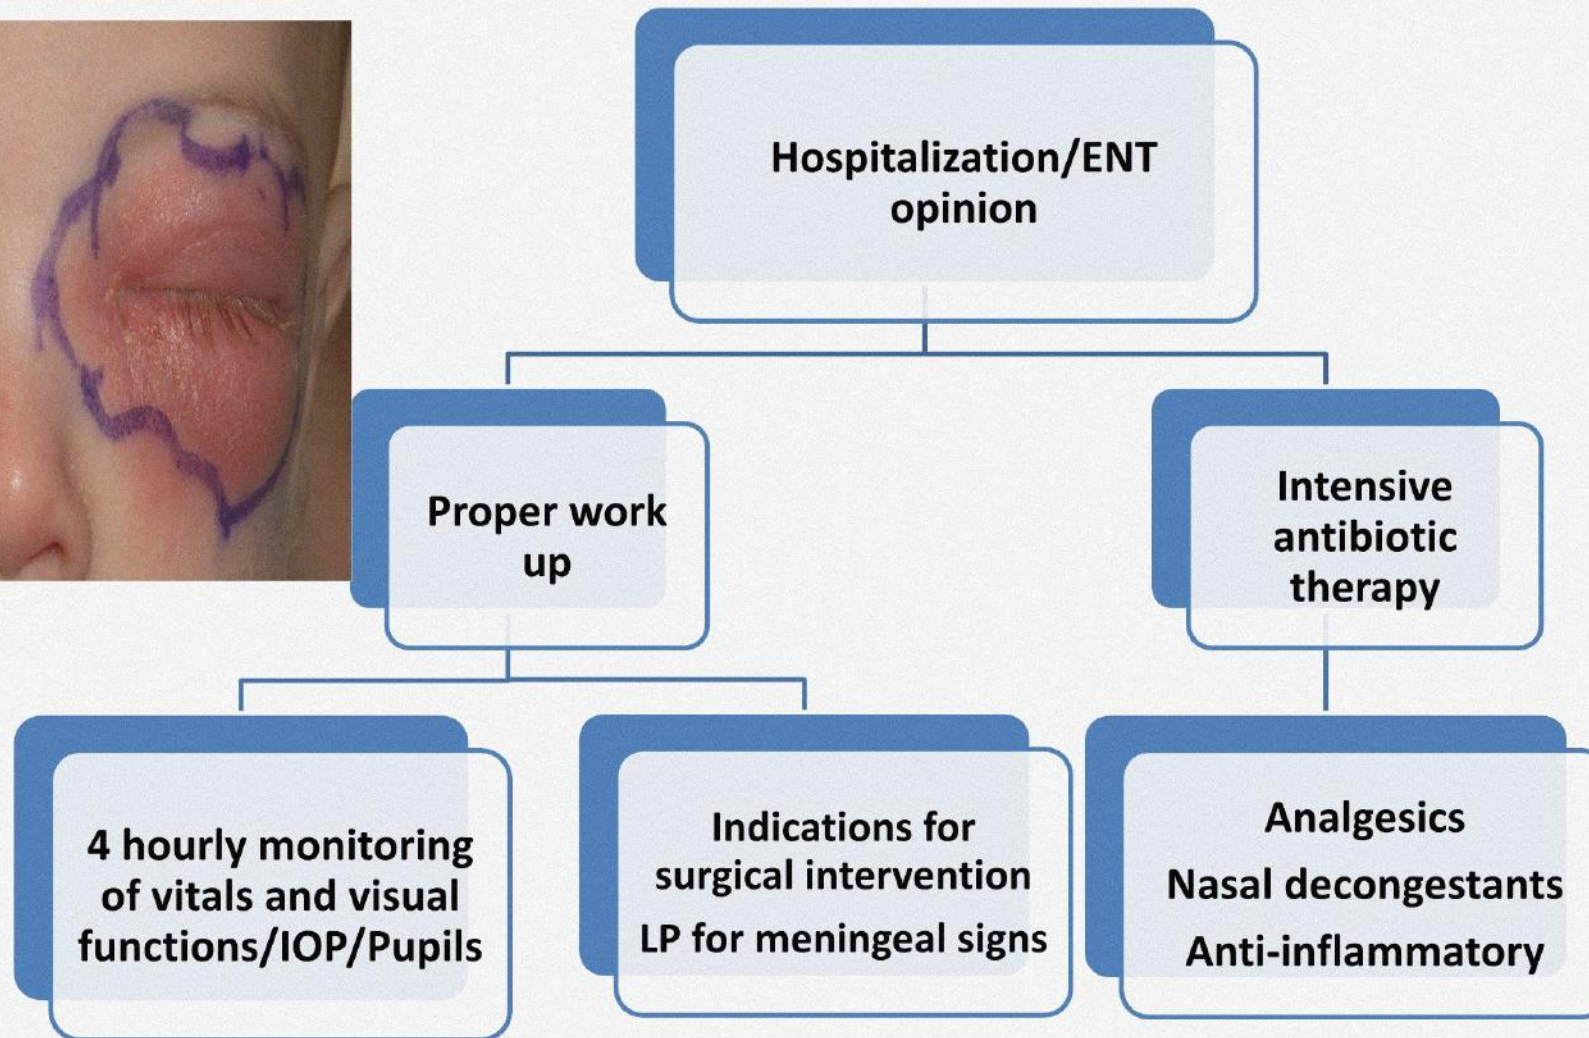 Hospitalization/ENT
opinion
Proper work
up
Intensive
antibiotic
therapy
4 hourly monitoring
of vitals and visual
functions/IOP/Pupils
Indications for
surgical intervention
LP for meningeal signs
Analgesics
Nasal decongestants
Anti-inflammatory